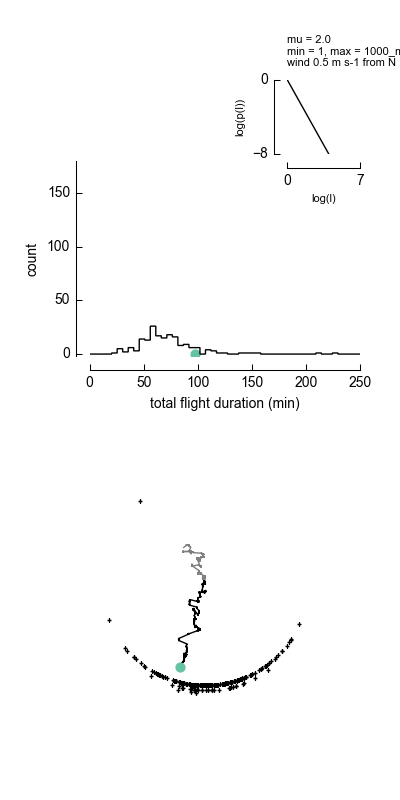 mu = 2.0
min = 1, max = 1000_m
wind 0.5 m s-1 from N
0
log(p(l))
−8
0 7
log(l)
150
100
count
50
0
0 50 100 150 200 250
total flight duration (min)